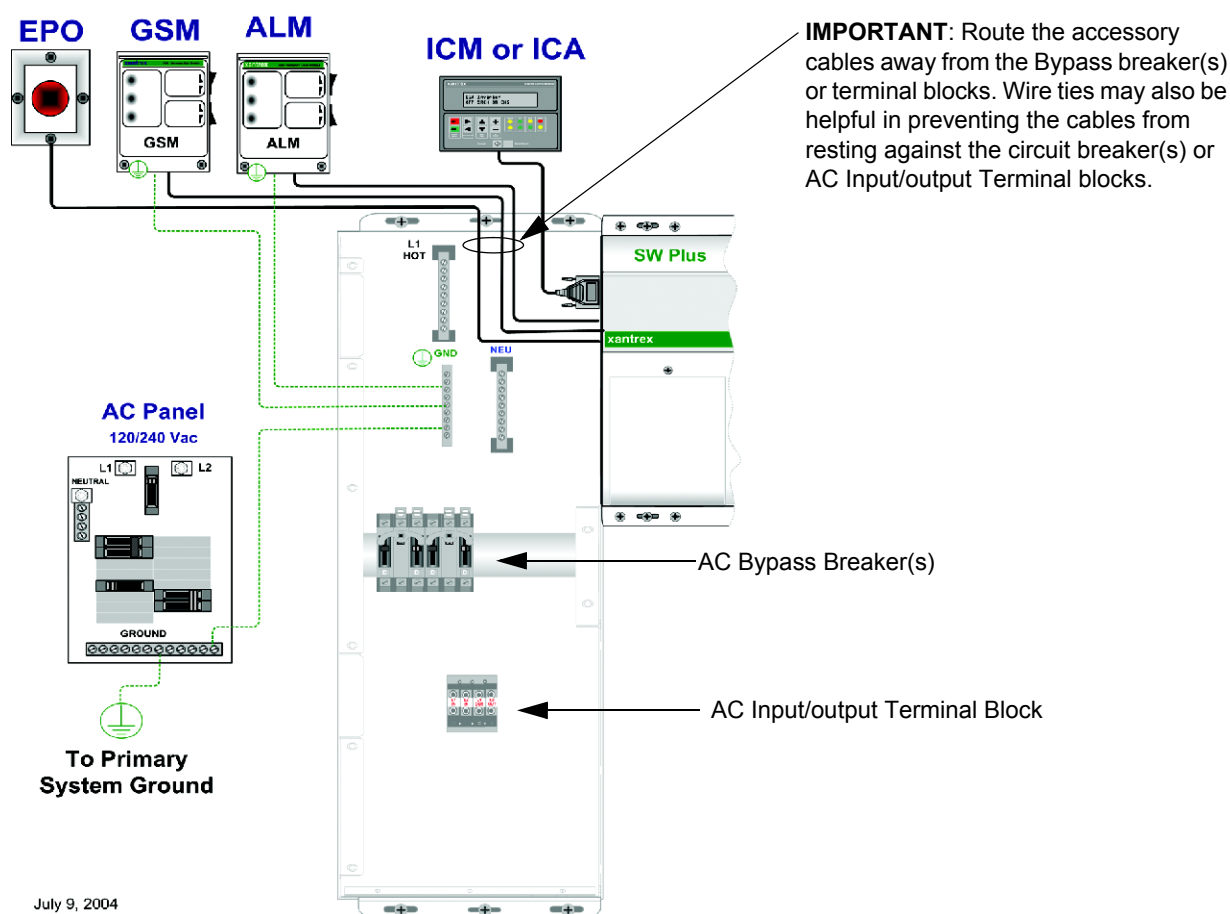 EPO
GSM
ALM
ICM or ICA
IMPORTANT: Route the accessory
cables away from the Bypass breaker(s)
or terminal blocks. Wire ties may also be
helpful in preventing the cables from
resting against the circuit breaker(s) or
AC Input/output Terminal blocks.
GSM
ALM
L1
HOT
SW Plus
xantrex
GND
NEU
AC Panel
120/240 Vac
L1
L2
NEUTRAL
GROUND
AC Bypass Breaker(s)
AC Input/output Terminal Block
To Primary
System Ground
July 9, 2004